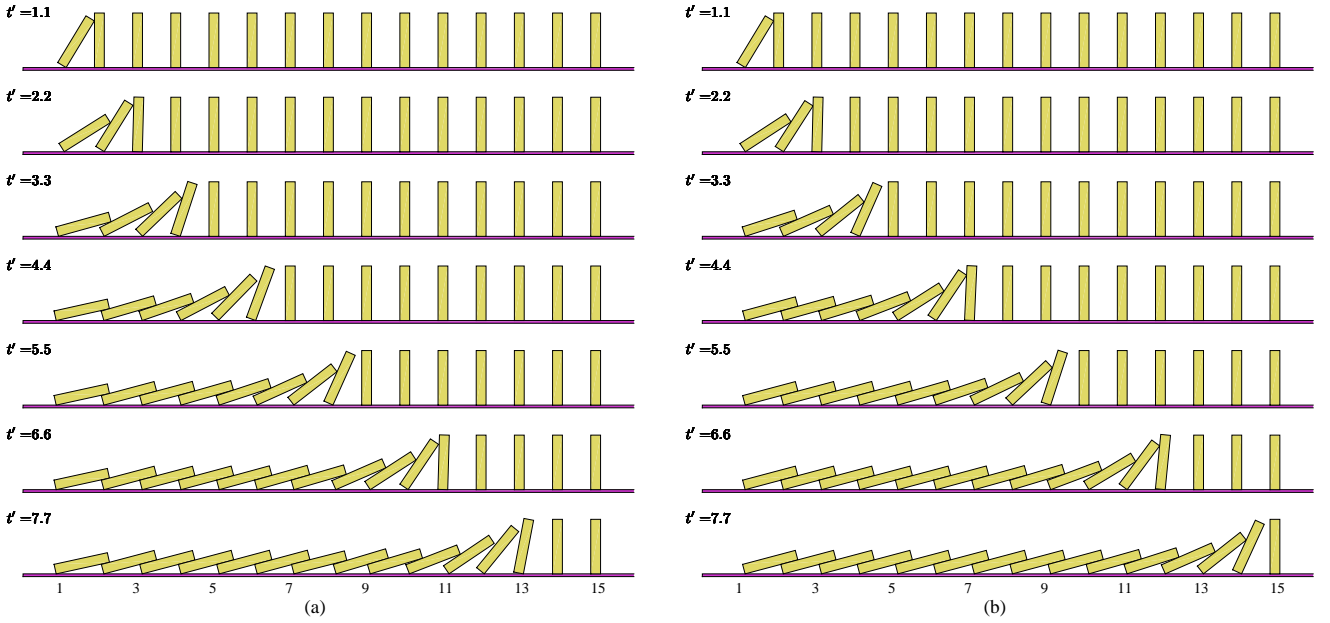 t′ =1.1 t′ =1.1
t′ =2.2 t′ =2.2
t′ =3.3 t′ =3.3
t′ =4.4 t′ =4.4
t′ =5.5 t′ =5.5
t′ =6.6 t′ =6.6
t′ =7.7 t′ =7.7
1 3 5 7 9 11 13 15 1 3 5 7 9 11 13 15
(a) (b)